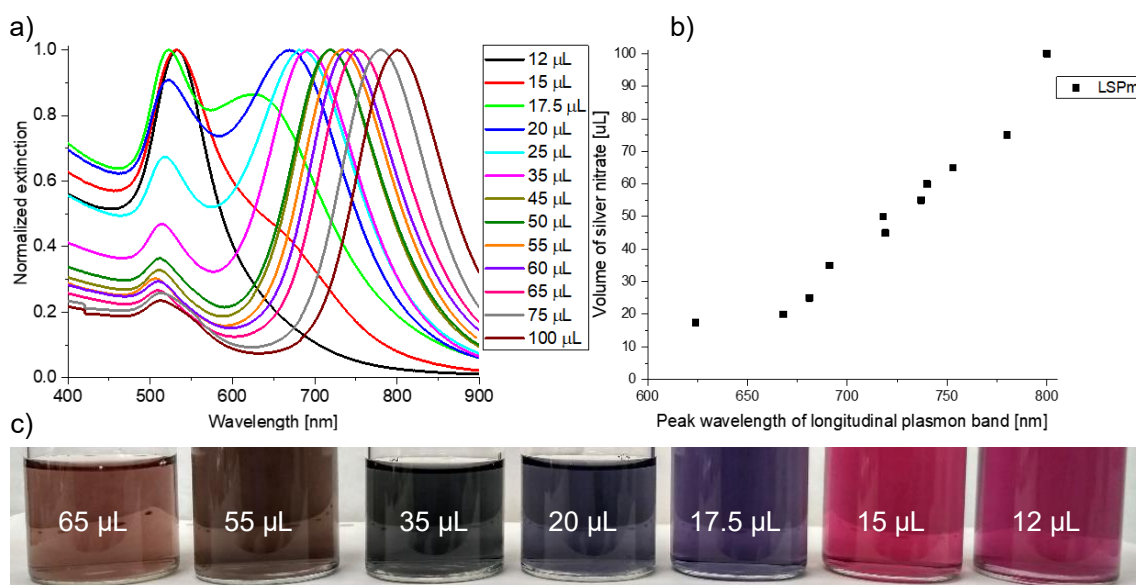 a)
Normalized extinction
1.0
0.8
0.6
0.4
0.2
0.0
400 500 600 700 800 900
Wavelength [nm]
12 µL
15 µL
17.5 µL
20 µL
25 µL
35 µL
45 µL
50 µL
55 µL
60 µL
65 µL
75 µL
100 µL
b)
Volume of silver nitrate [uL]
100
90
80
70
60
50
40
30
20
10
0
600 650 700 750 800
Peak wavelength of longitudinal plasmon band [nm]
LSPm
c)
65 µL 55 µL 35 µL 20 µL 17.5 µL 15 µL 12 µL